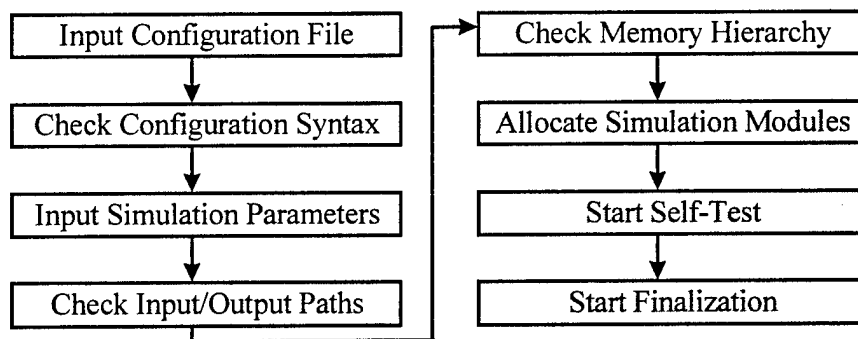 Input Configuration File
Check Configuration Syntax
Input Simulation Parameters
Check Input/Output Paths
Check Memory Hierarchy
Allocate Simulation Modules
Start Self-Test
Start Finalization